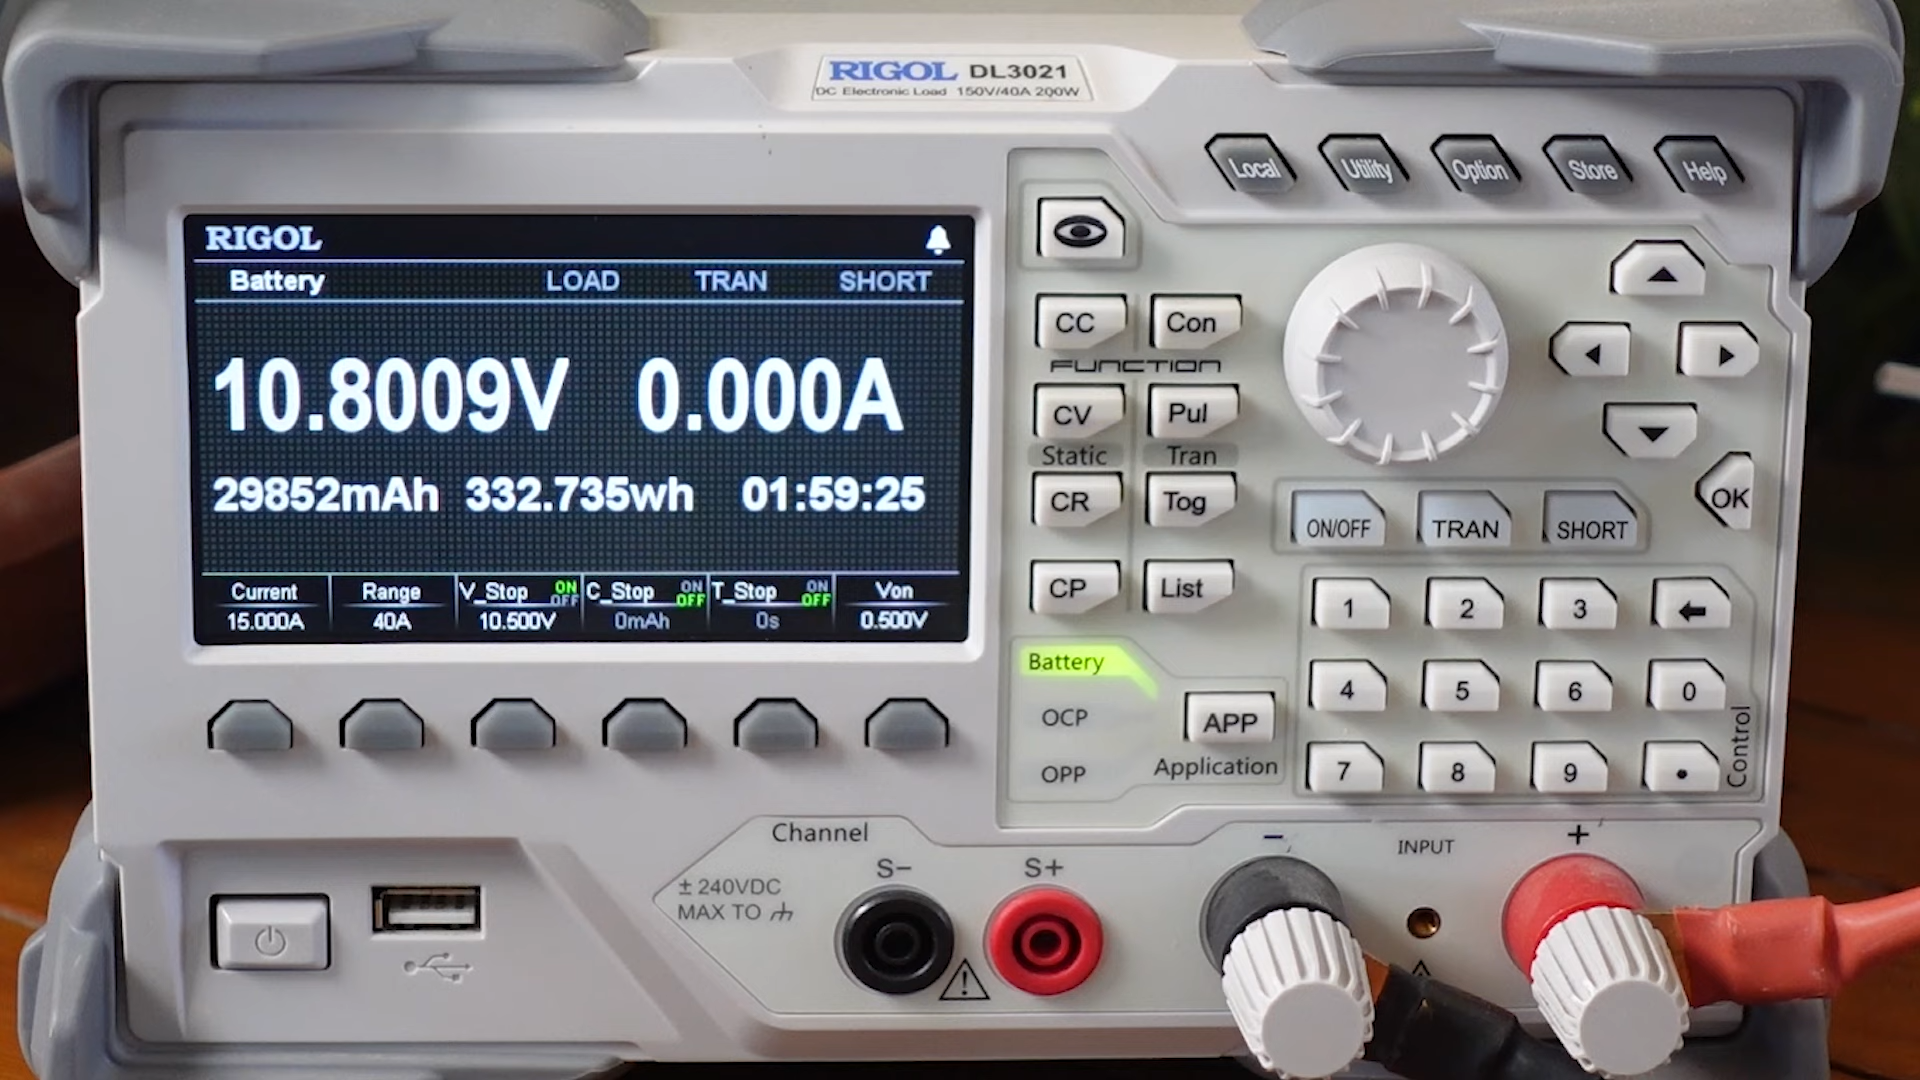 RIGOL DL3021
DC Electronic Load 150V/40A 200W
Local Utility Option Store Help
RIGOL
Battery LOAD TRAN SHORT
10.8009V 0.000A
29852mAh 332.735wh 01:59:25
Current Range V_Stop ON OFF C_Stop ON OFF T_Stop ON OFF Von
15.000A 40A 10.500V 0mAh 0s 0.500V
CC Con
FUNCTION
CV Pul
Static Tran
CR Tog
CP List
Battery
OCP
OPP
APP
Application
OK
ON/OFF TRAN SHORT
1 2 3
4 5 6 0
7 8 9 .
Control
Channel
S- S+
± 240VDC
MAX TO
- INPUT +